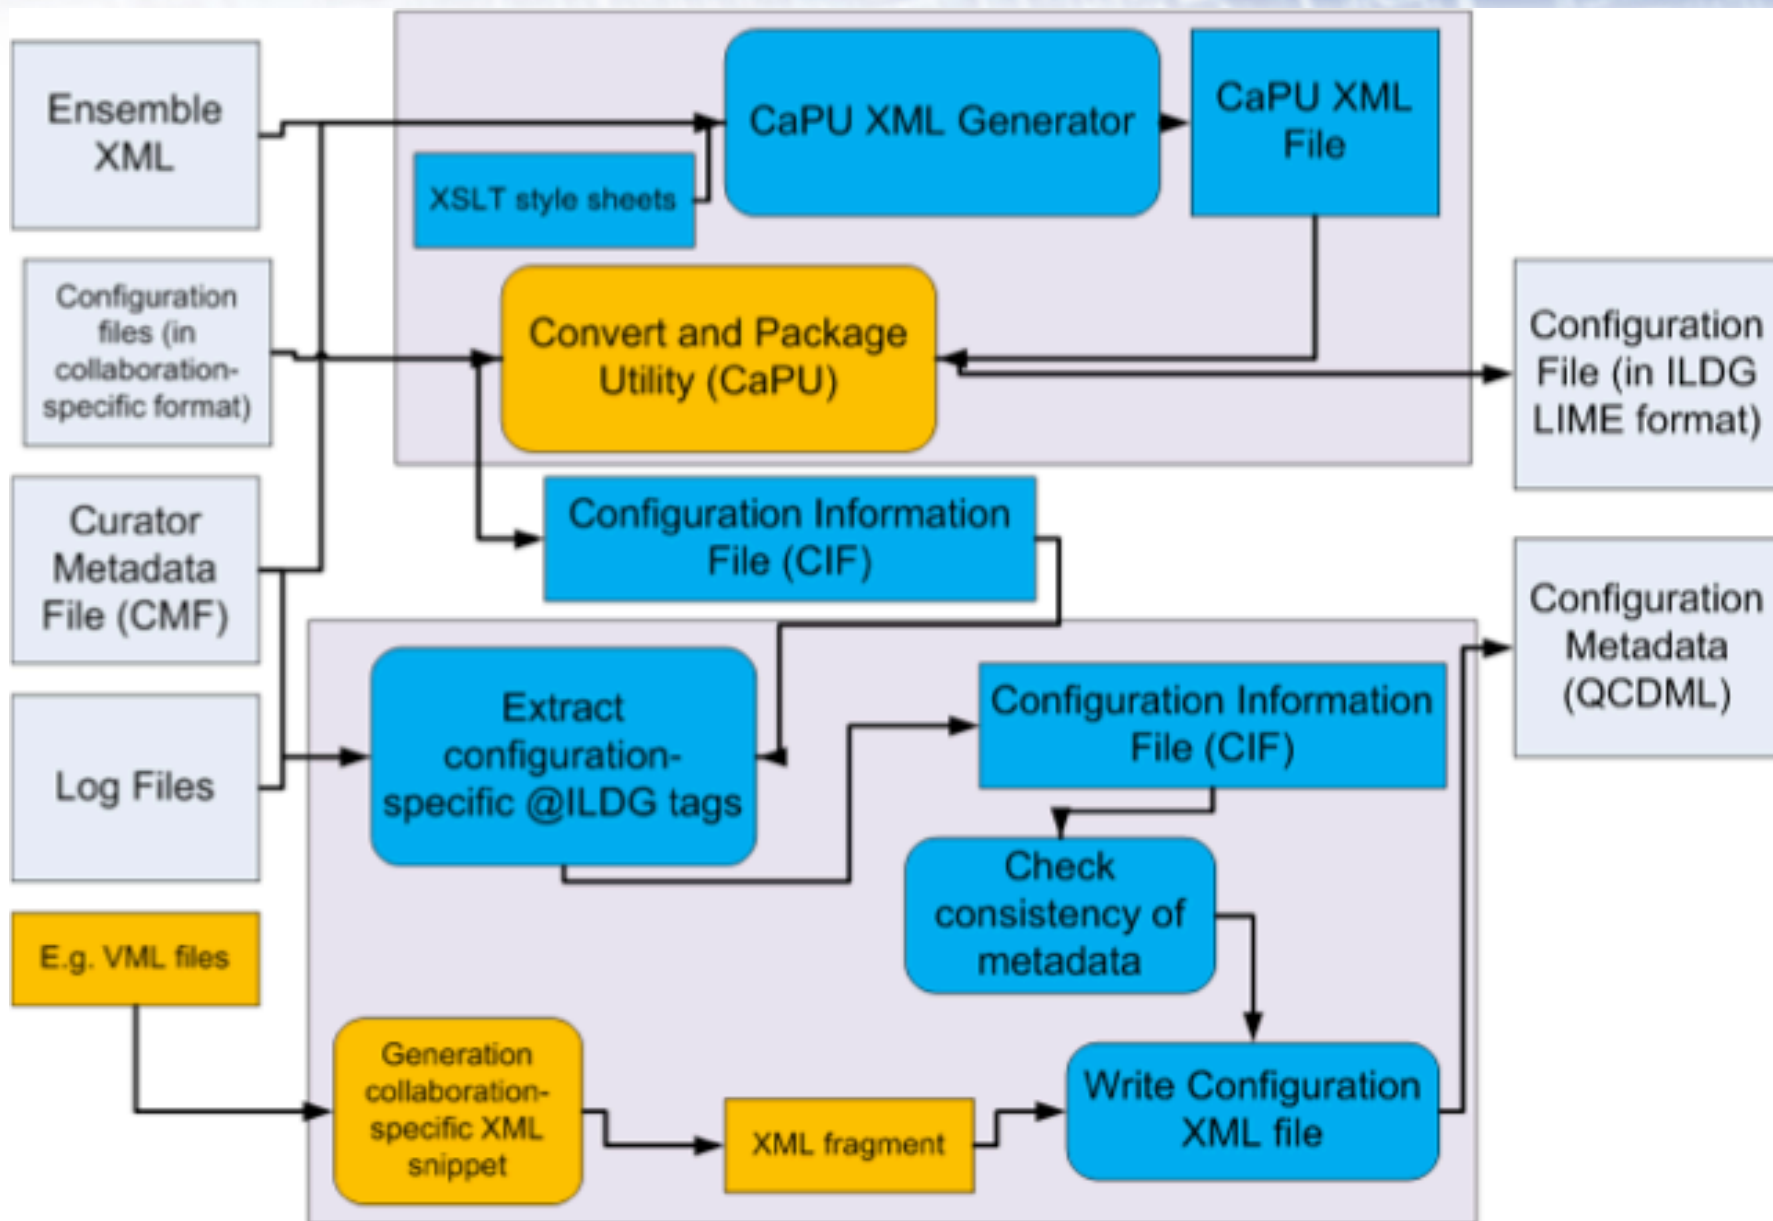 Ensemble
XML
CaPU XML Generator
CaPU XML
File
XSLT style sheets
Configuration
files (in
collaboration-
specific format)
Convert and Package
Utility (CaPU)
Configuration
File (in ILDG
LIME format)
Curator
Metadata
File (CMF)
Configuration Information
File (CIF)
Configuration
Metadata
(QCDML)
Log Files
Extract
configuration-
specific @ILDG tags
Configuration Information
File (CIF)
Check
consistency of
metadata
E.g. VML files
Generation
collaboration-
specific XML
snippet
XML fragment
Write Configuration
XML file